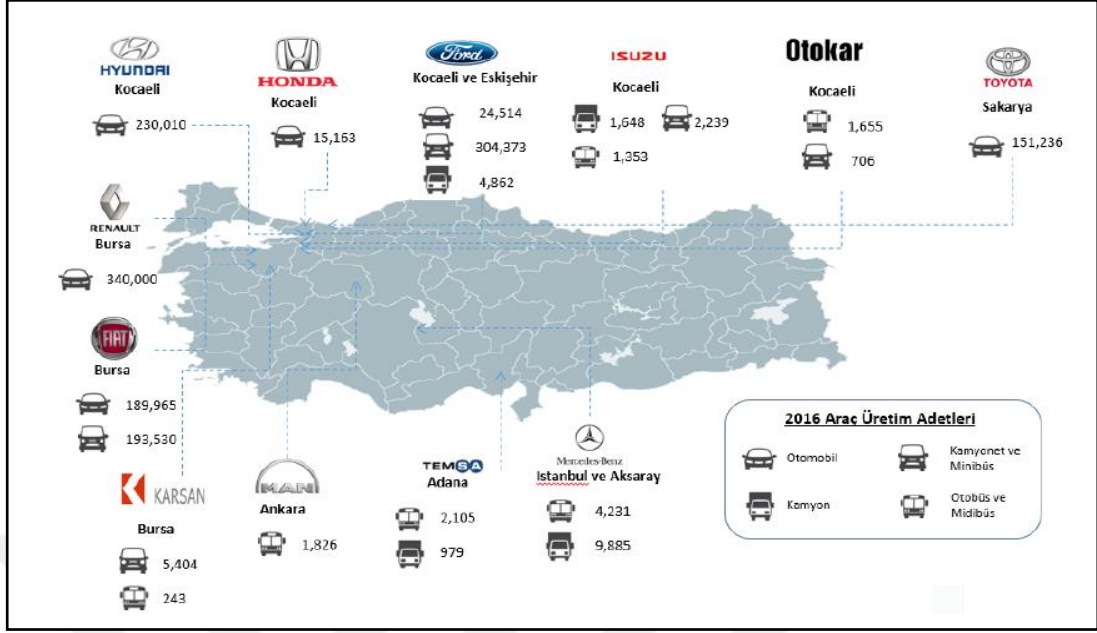 HYUNDAI
Kocaeli
230,010
HONDA
Kocaeli
15,163
Ford
Kocaeli ve Eskişehir
24,514
304,373
4,862
ISUZU
Kocaeli
1,648
2,239
1,353
Otokar
Kocaeli
1,655
706
TOYOTA
Sakarya
151,236
RENAULT
Bursa
340,000
FIAT
Bursa
189,965
193,530
KARSAN
Bursa
5,404
243
MAN
Ankara
1,826
TEMSA
Adana
2,105
979
Mercedes-Benz
Istanbul ve Aksaray
4,231
9,885
2016 Araç Üretim Adetleri
Otomobil
Kamyonet ve
Minibüs
Kamyon
Otobüs ve
Midibüs